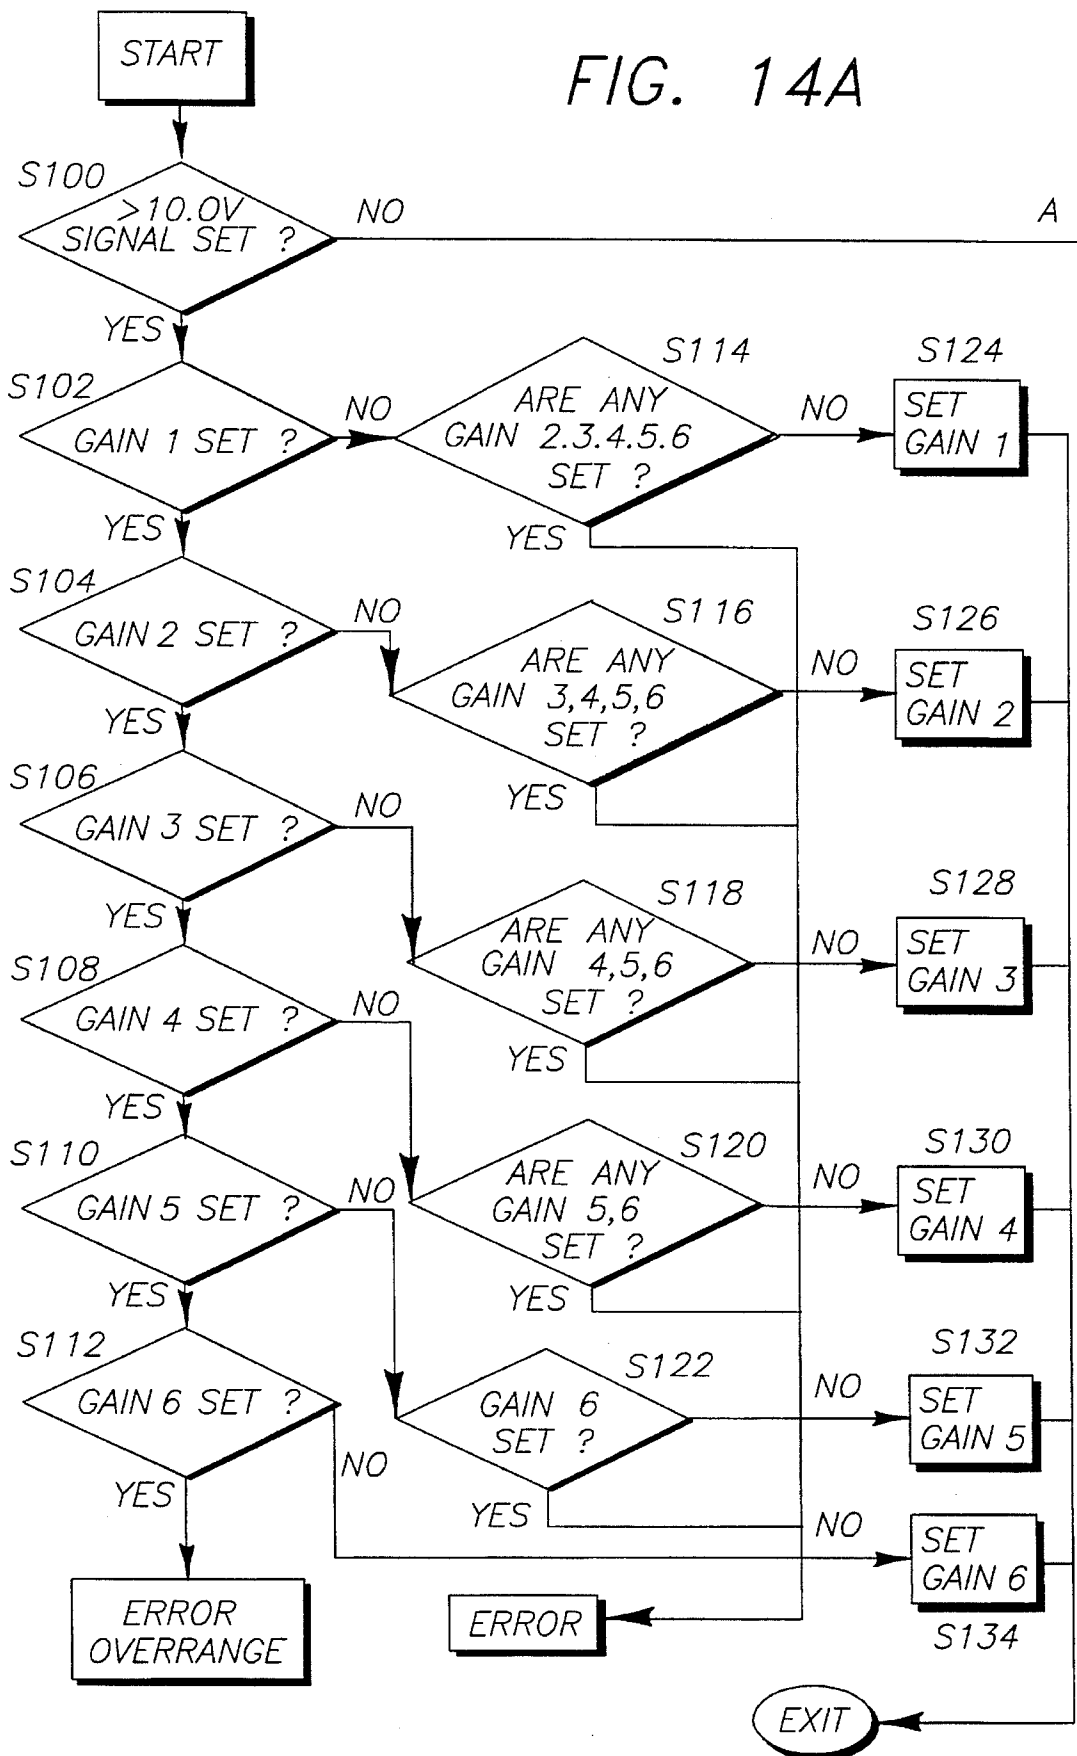 START
FIG. 14A
S100
>10.0V
SIGNAL SET ?
NO
A
YES
S102
GAIN 1 SET ?
NO
S114
ARE ANY
GAIN 2.3.4.5.6
SET ?
NO
S124
SET
GAIN 1
YES
YES
S104
GAIN 2 SET ?
NO
S116
ARE ANY
GAIN 3,4,5,6
SET ?
NO
S126
SET
GAIN 2
YES
YES
S106
GAIN 3 SET ?
NO
S118
ARE ANY
GAIN 4,5,6
SET ?
NO
S128
SET
GAIN 3
YES
YES
S108
GAIN 4 SET ?
NO
S120
ARE ANY
GAIN 5,6
SET ?
NO
S130
SET
GAIN 4
YES
YES
S110
GAIN 5 SET ?
NO
S122
GAIN 6
SET ?
NO
S132
SET
GAIN 5
YES
YES
S112
GAIN 6 SET ?
NO
NO
SET
GAIN 6
S134
YES
ERROR
OVERRANGE
ERROR
EXIT